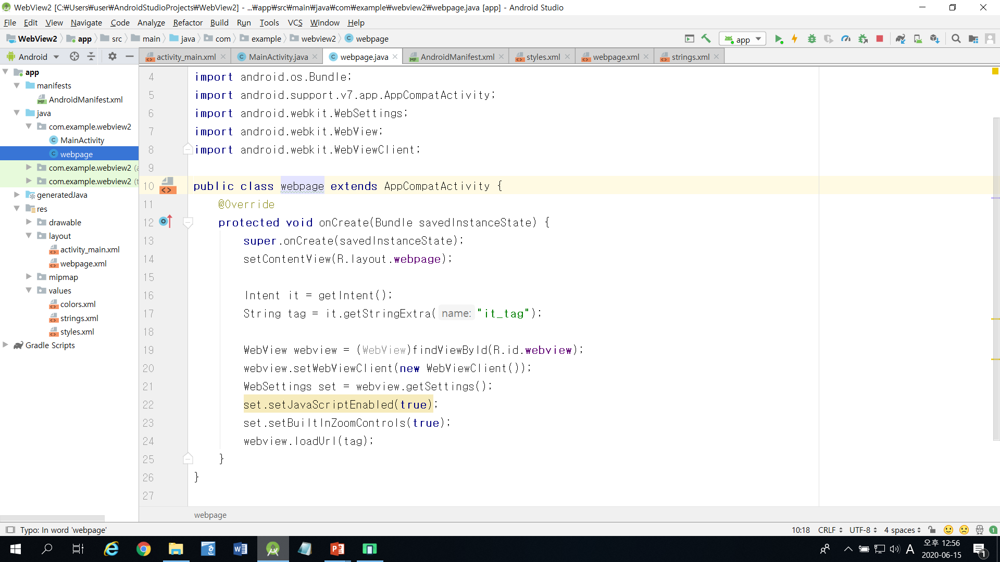 WebView2 [C:₩Users₩user₩AndroidStudioProjects₩WebView2] - ...₩app₩src₩main₩java₩com₩example₩webview2₩webpage.java [app] - Android Studio
File Edit View Navigate Code Analyze Refactor Build Run Tools VCS Window Help
WebView2 app src main java com example webview2 webpage app
Android activity_main.xml MainActivity.java webpage.java AndroidManifest.xml styles.xml webpage.xml strings.xml
app
manifests
AndroidManifest.xml
java
com.example.webview2
MainActivity
webpage
com.example.webview2 (a
com.example.webview2 (t
generatedJava
res
drawable
layout
activity_main.xml
webpage.xml
mipmap
values
colors.xml
strings.xml
styles.xml
Gradle Scripts
4 import android.os.Bundle;
5 import android.support.v7.app.AppCompatActivity;
6 import android.webkit.WebSettings;
7 import android.webkit.WebView;
8 import android.webkit.WebViewClient;
9
10 public class webpage extends AppCompatActivity {
11 @Override
12 protected void onCreate(Bundle savedInstanceState) {
13 super.onCreate(savedInstanceState);
14 setContentView(R.layout.webpage);
15
16 Intent it = getIntent();
17 String tag = it.getStringExtra( name: "it_tag");
18
19 WebView webview = (WebView)findViewById(R.id.webview);
20 webview.setWebViewClient(new WebViewClient());
21 WebSettings set = webview.getSettings();
22 set.setJavaScriptEnabled(true);
23 set.setBuiltInZoomControls(true);
24 webview.loadUrl(tag);
25 }
26 }
27
webpage
Typo: In word 'webpage' 10:18 CRLF UTF-8 4 spaces 1
A 오후 12:56
2020-06-15 1